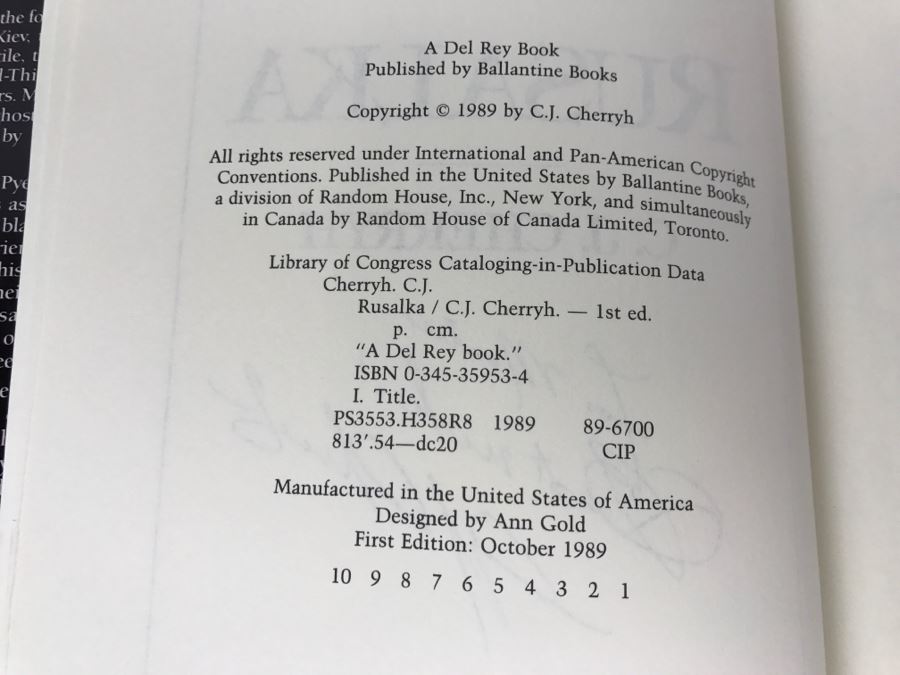 A Del Rey Book
Published by Ballantine Books
Copyright © 1989 by C.J. Cherryh
All rights reserved under International and Pan-American Copyright
Conventions. Published in the United States by Ballantine Books,
a division of Random House, Inc., New York, and simultaneously
in Canada by Random House of Canada Limited, Toronto.
Library of Congress Cataloging-in-Publication Data
Cherryh. C.J.
Rusalka / C.J. Cherryh. — 1st ed.
p. cm.
"A Del Rey book."
ISBN 0-345-35953-4
I. Title.
PS3553.H358R8 1989 89-6700
813'.54—dc20 CIP
Manufactured in the United States of America
Designed by Ann Gold
First Edition: October 1989
10 9 8 7 6 5 4 3 2 1